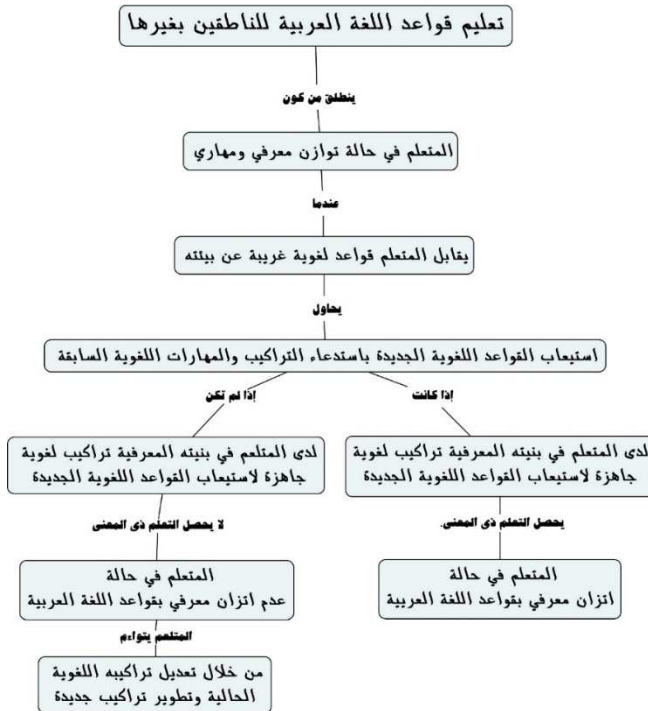 تعليم قواعد اللغة العربية للناطقين بغيرها
ينطلق من كون
المتعلم في حالة توازن معرفي ومهاري
عندما
يقابل المتعلم قواعد لغوية غريبة عن بيئته
يحاول
استيعاب القواعد اللغوية الجديدة باستدعاء التراكيب والمهارات اللغوية السابقة
إذا كانت
لدى المتعلم في بنيته المعرفية تراكيب لغوية
جاهزة لاستيعاب القواعد اللغوية الجديدة
يحصل التعلم ذى المعنى.
المتعلم في حالة
اتزان معرفي بقواعد اللغة العربية
إذا لم تكن
لدى المتلعم في بنيته المعرفية تراكيب لغوية
جاهزة لاستيعاب القواعد اللغوية الجديدة
لا يحصل التعلم ذى المعنى
المتعلم في حالة
عدم اتزان معرفي بقواعد اللغة العربية
المتلعم يتواءم
من خلال تعديل تراكيبه اللغوية
الحالية وتطوير تراكيب جديدة